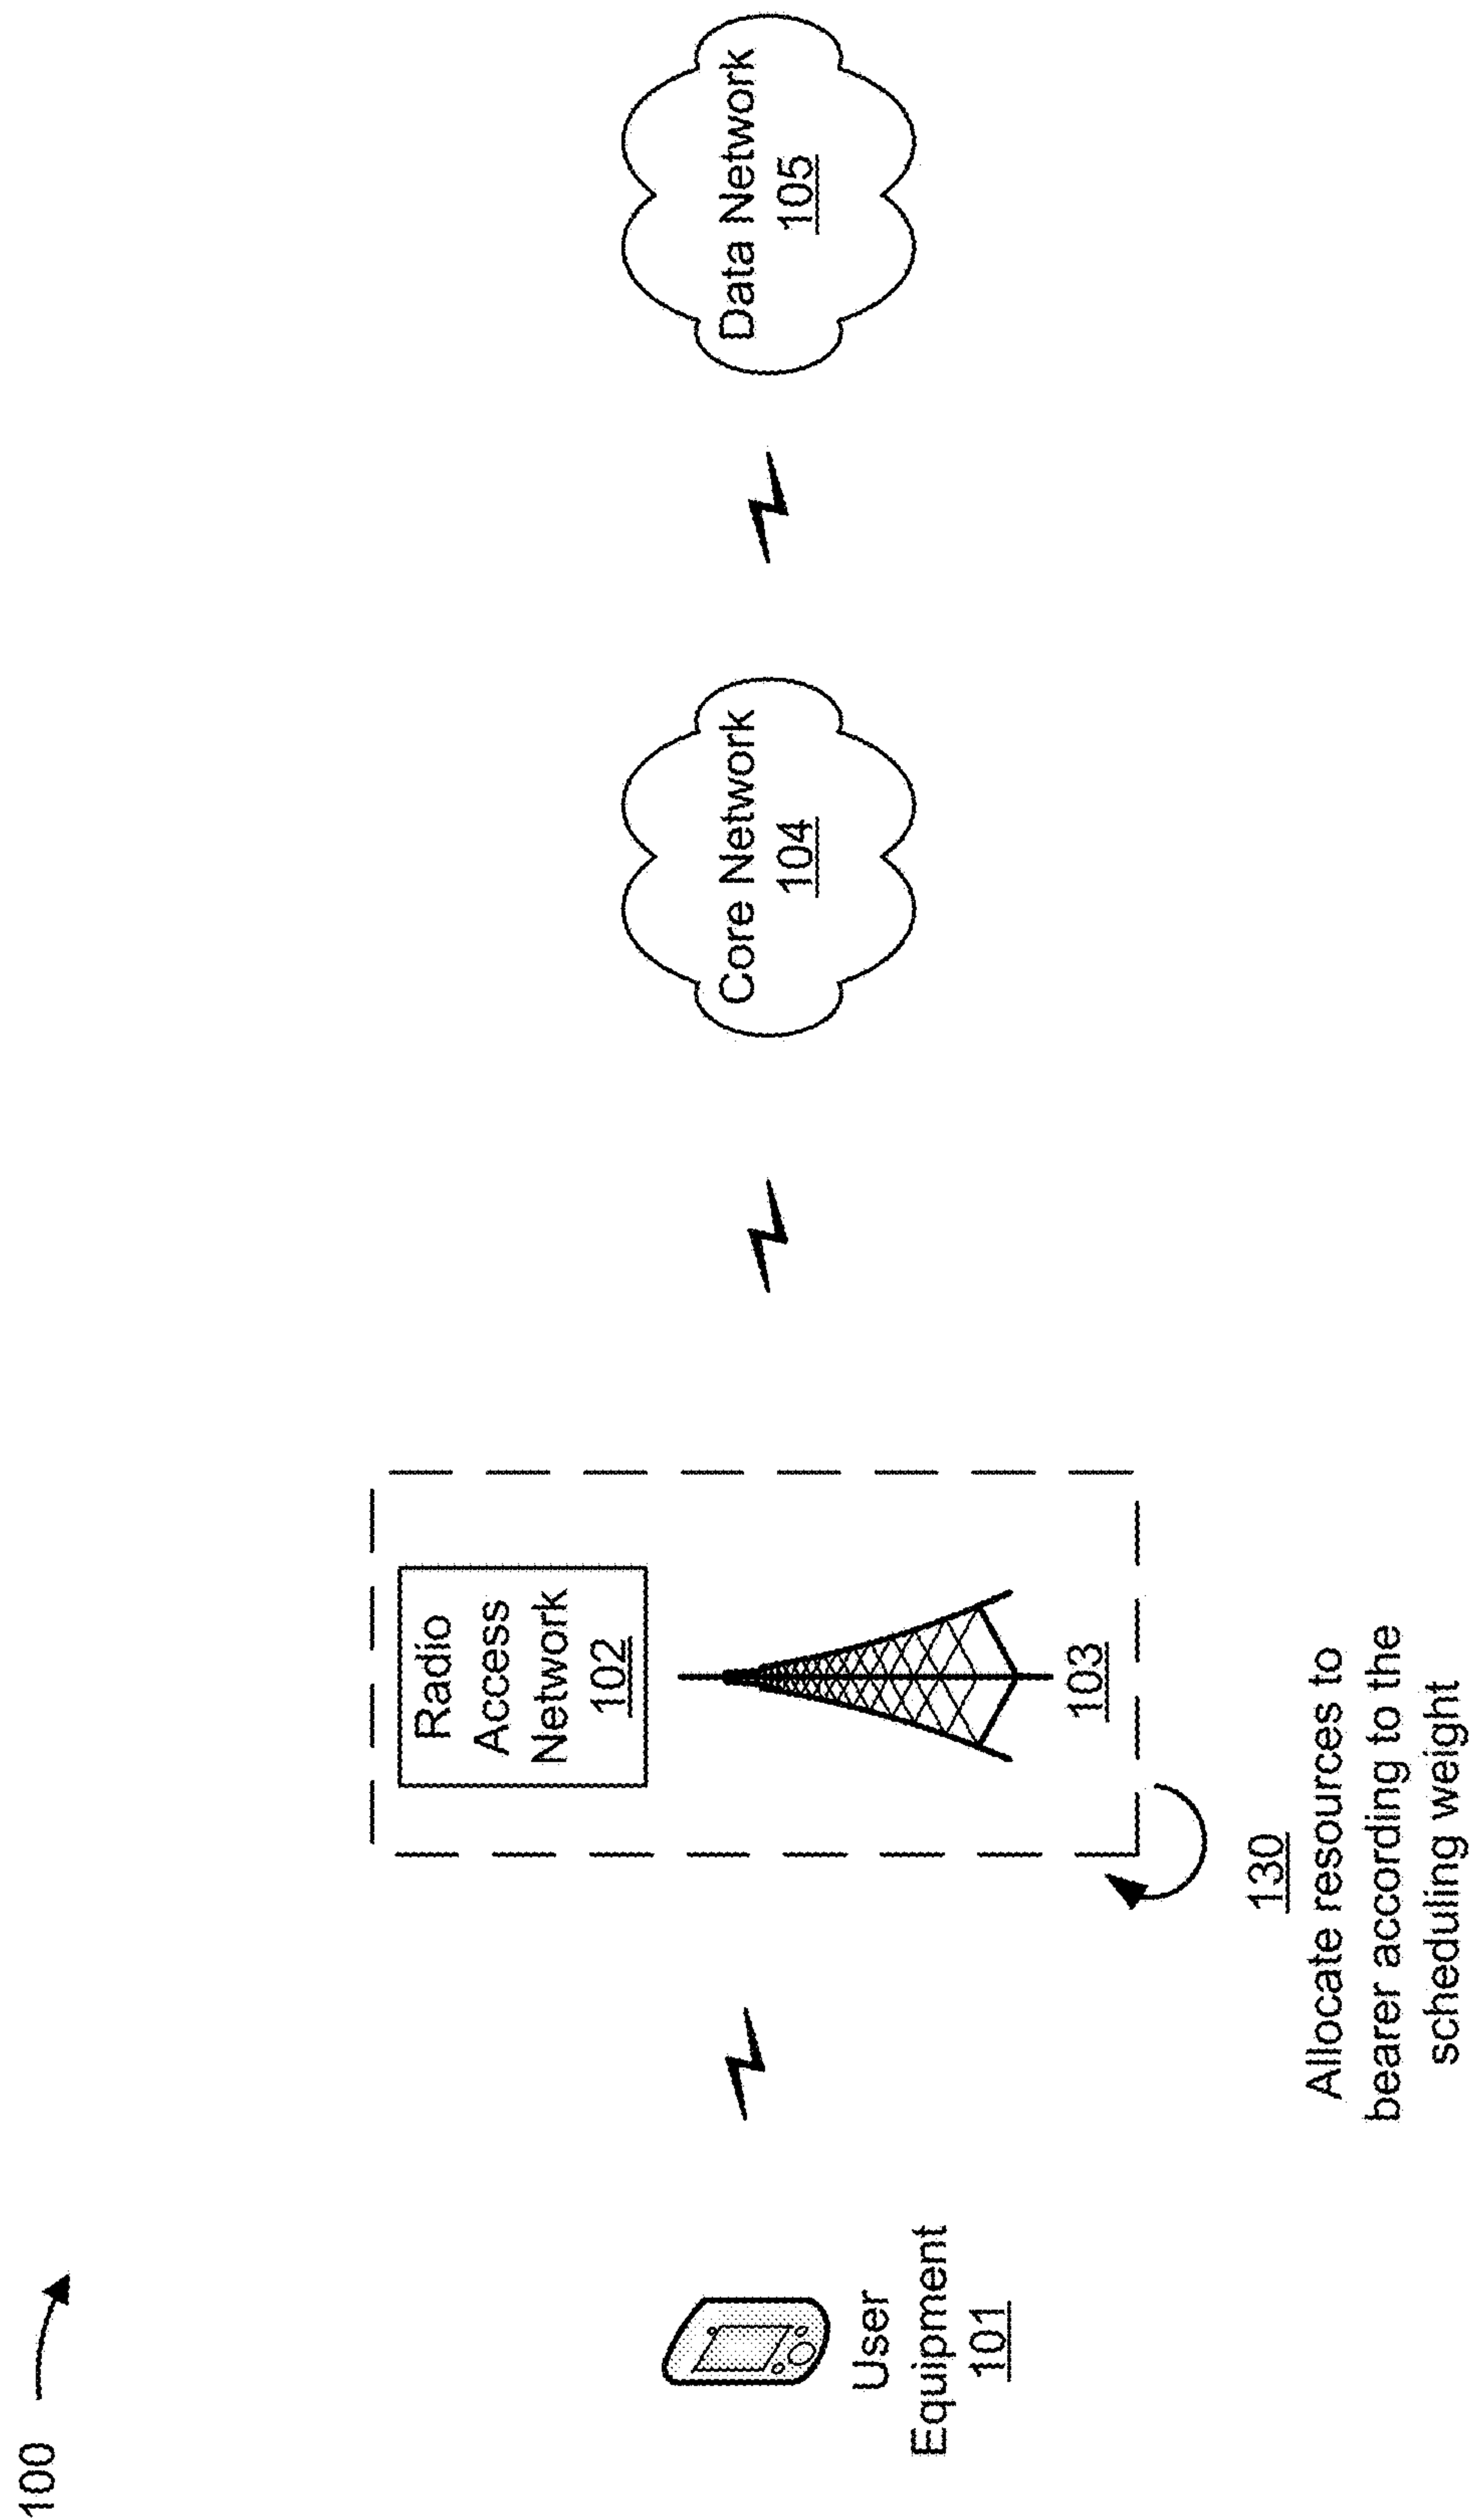 100
User
Equipment
101
Radio
Access
Network
102
103
130
Allocate resources to
bearer according to the
scheduling weight
Core Network
104
Data Network
105